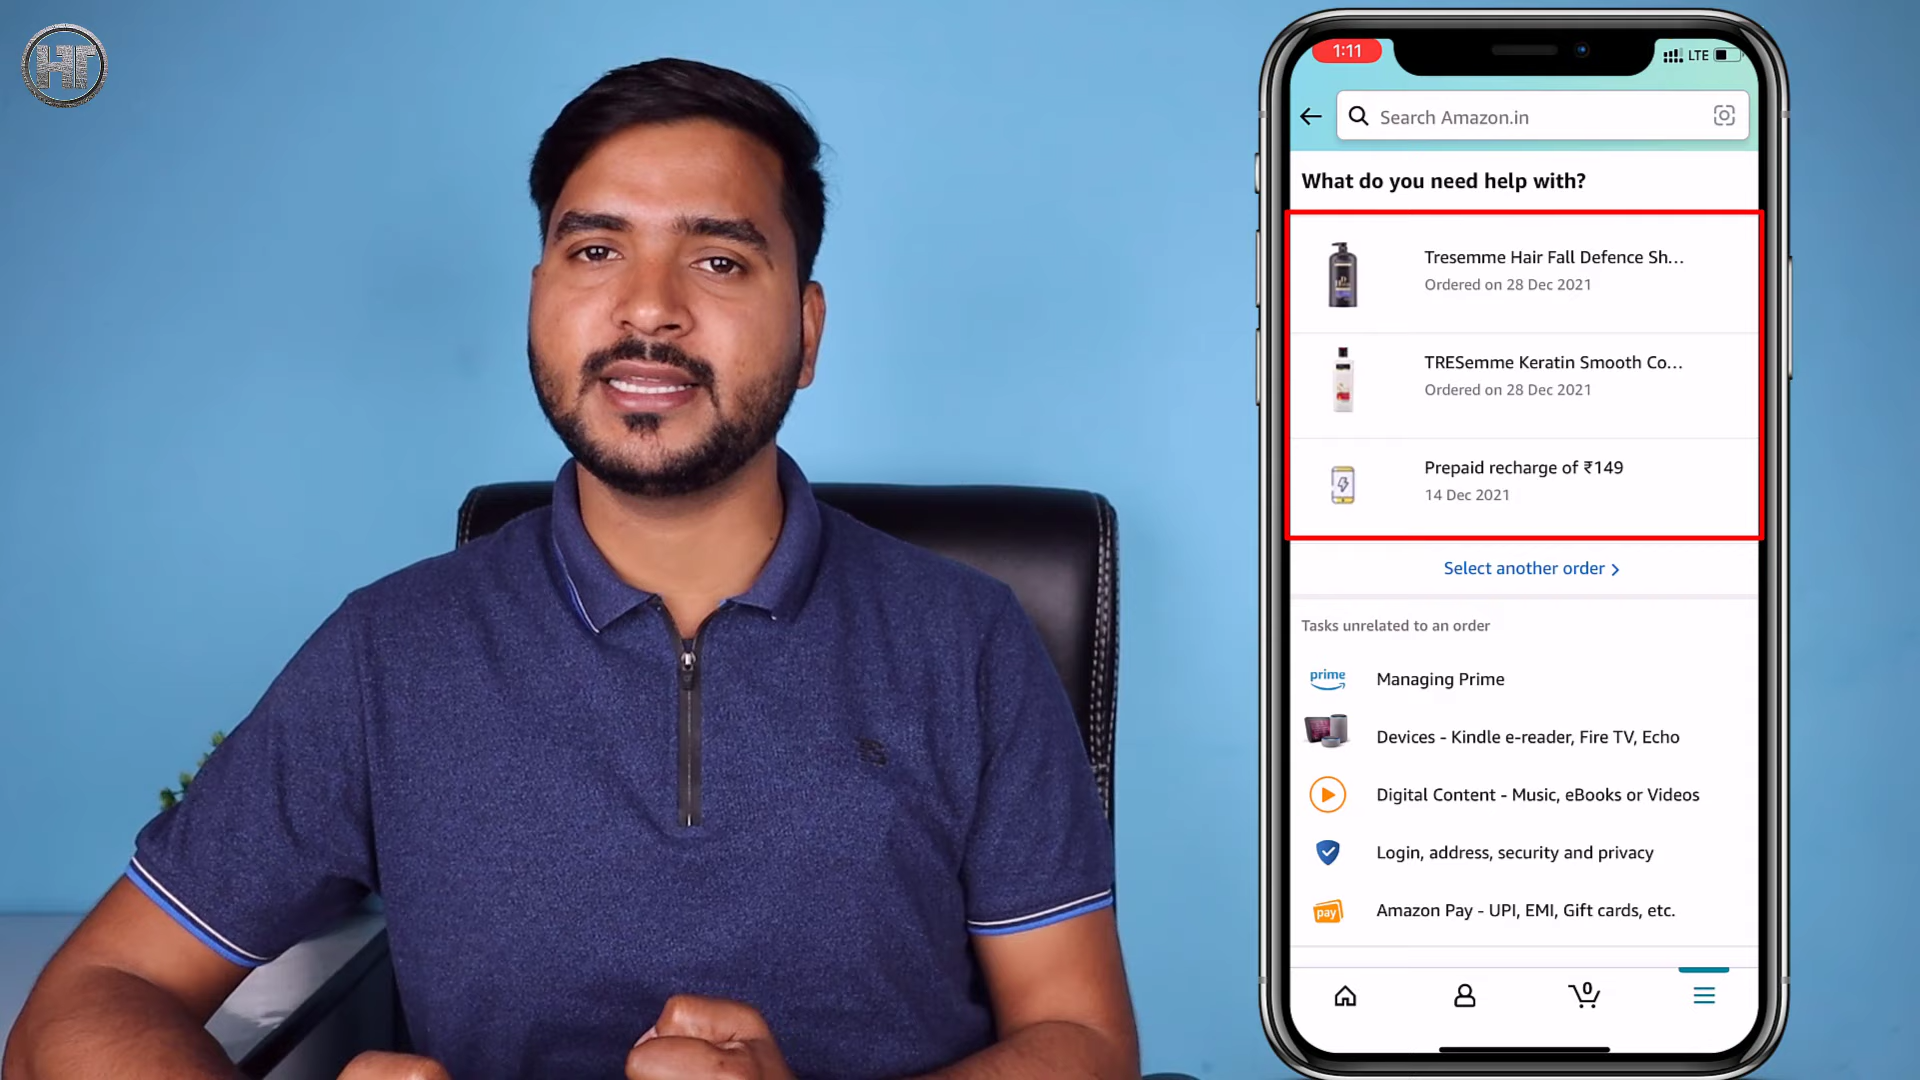 HT
1:11
LTE
Search Amazon.in
What do you need help with?
Tresemme Hair Fall Defence Sh...
Ordered on 28 Dec 2021
TRESemme Keratin Smooth Co...
Ordered on 28 Dec 2021
Prepaid recharge of ₹149
14 Dec 2021
Select another order >
Tasks unrelated to an order
prime
Managing Prime
Devices - Kindle e-reader, Fire TV, Echo
Digital Content - Music, eBooks or Videos
Login, address, security and privacy
pay
Amazon Pay - UPI, EMI, Gift cards, etc.
0